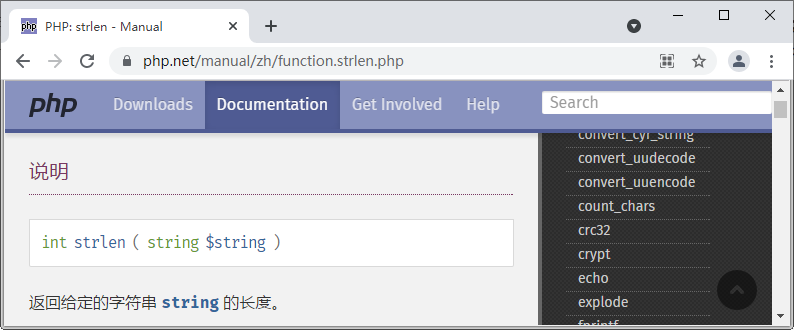 php PHP: strlen - Manual
php.net/manual/zh/function.strlen.php
php Downloads Documentation Get Involved Help Search
说明
int strlen ( string $string )
返回给定的字符串 string 的长度。
convert_cyr_string
convert_uudecode
convert_uuencode
count_chars
crc32
crypt
echo
explode
fprintf